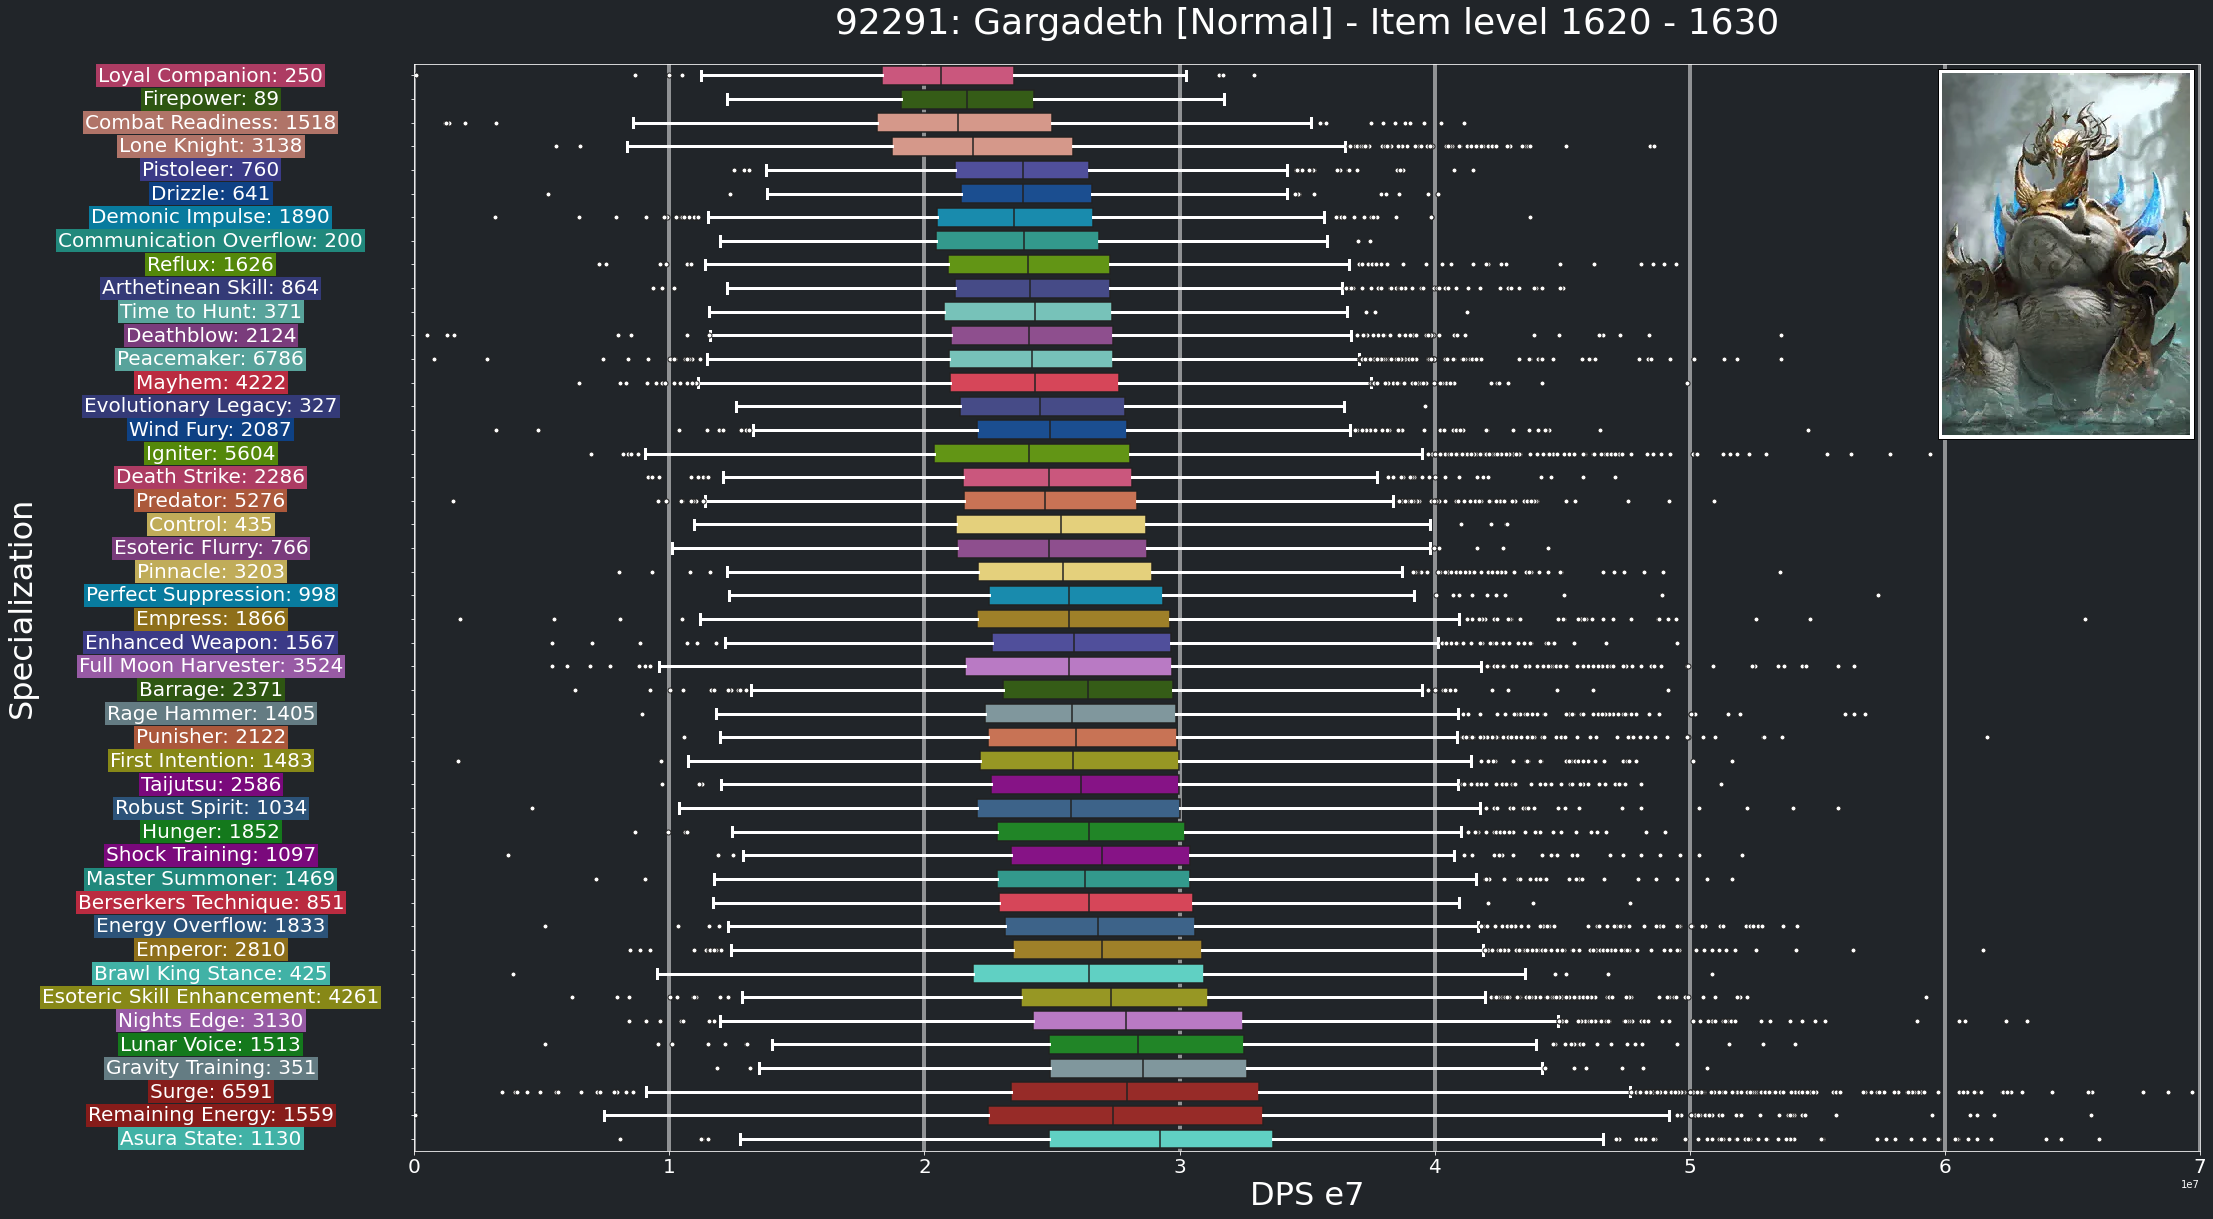 92291: Gargadeth [Normal] - Item level 1620 - 1630
Specialization
Loyal Companion: 250
Firepower: 89
Combat Readiness: 1518
Lone Knight: 3138
Pistoleer: 760
Drizzle: 641
Demonic Impulse: 1890
Communication Overflow: 200
Reflux: 1626
Arthetinean Skill: 864
Time to Hunt: 371
Deathblow: 2124
Peacemaker: 6786
Mayhem: 4222
Evolutionary Legacy: 327
Wind Fury: 2087
Igniter: 5604
Death Strike: 2286
Predator: 5276
Control: 435
Esoteric Flurry: 766
Pinnacle: 3203
Perfect Suppression: 998
Empress: 1866
Enhanced Weapon: 1567
Full Moon Harvester: 3524
Barrage: 2371
Rage Hammer: 1405
Punisher: 2122
First Intention: 1483
Taijutsu: 2586
Robust Spirit: 1034
Hunger: 1852
Shock Training: 1097
Master Summoner: 1469
Berserkers Technique: 851
Energy Overflow: 1833
Emperor: 2810
Brawl King Stance: 425
Esoteric Skill Enhancement: 4261
Nights Edge: 3130
Lunar Voice: 1513
Gravity Training: 351
Surge: 6591
Remaining Energy: 1559
Asura State: 1130
0 1 2 3 4 5 6 7
1e7
DPS e7